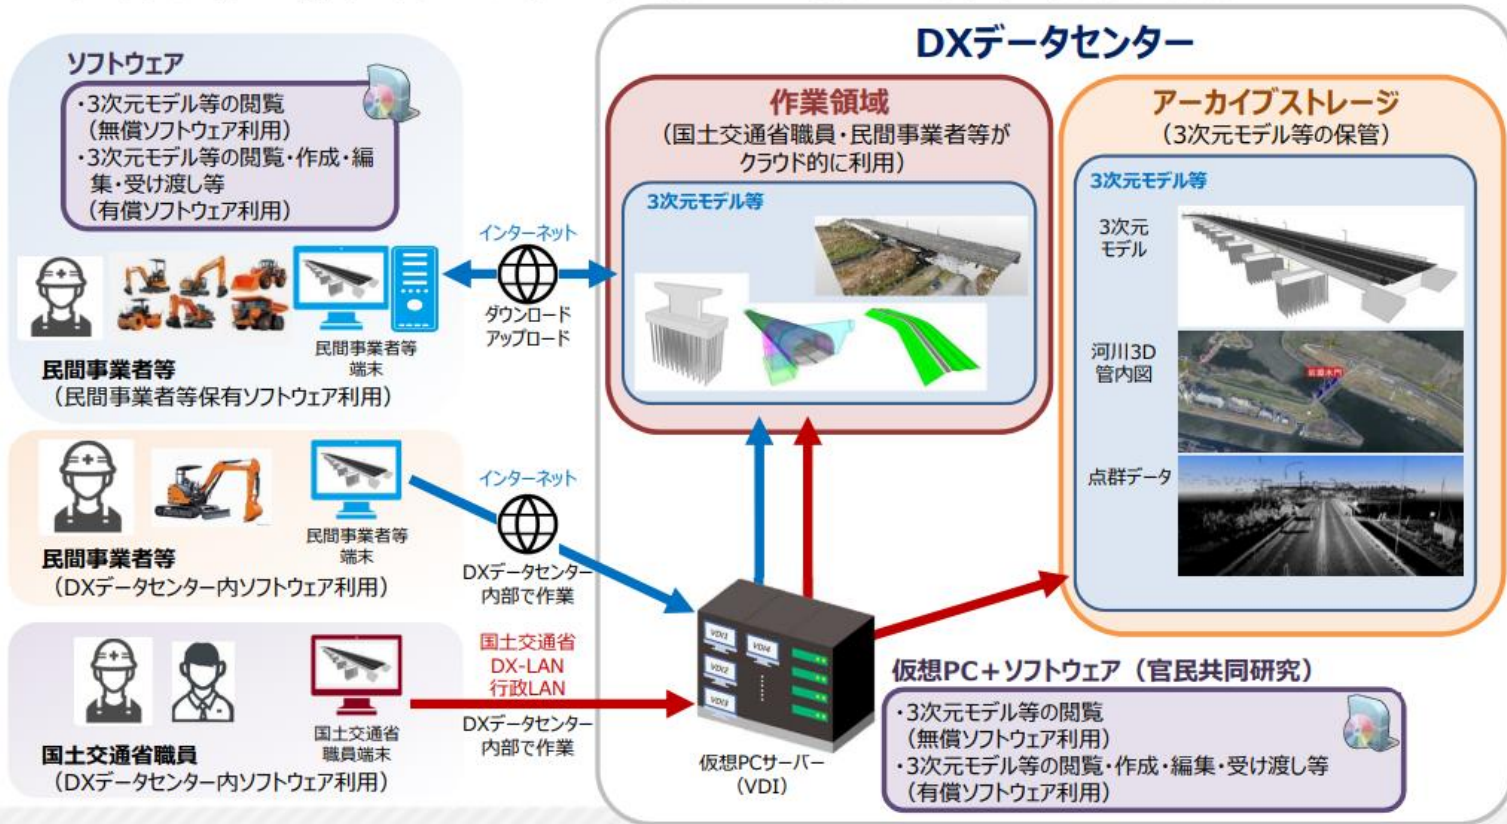 DXデータセンター
ソフトウェア
・3次元モデル等の閲覧
（無償ソフトウェア利用）
・3次元モデル等の閲覧・作成・編
集・受け渡し等
（有償ソフトウェア利用）
民間事業者等
端末
民間事業者等
（民間事業者等保有ソフトウェア利用）
インターネット
ダウンロード
アップロード
作業領域
（国土交通省職員・民間事業者等が
クラウド的に利用）
3次元モデル等
アーカイブストレージ
（3次元モデル等の保管）
3次元モデル等
3次元
モデル
河川3D
管内図
点群データ
民間事業者等
端末
民間事業者等
（DXデータセンター内ソフトウェア利用）
インターネット
DXデータセンター
内部で作業
国土交通省
職員端末
国土交通省職員
（DXデータセンター内ソフトウェア利用）
国土交通省
DX-LAN
行政LAN
DXデータセンター
内部で作業
VDI1
VDI4
VDI2
VDI3
仮想PCサーバー
（VDI）
仮想PC＋ソフトウェア（官民共同研究）
・3次元モデル等の閲覧
（無償ソフトウェア利用）
・3次元モデル等の閲覧・作成・編集・受け渡し等
（有償ソフトウェア利用）